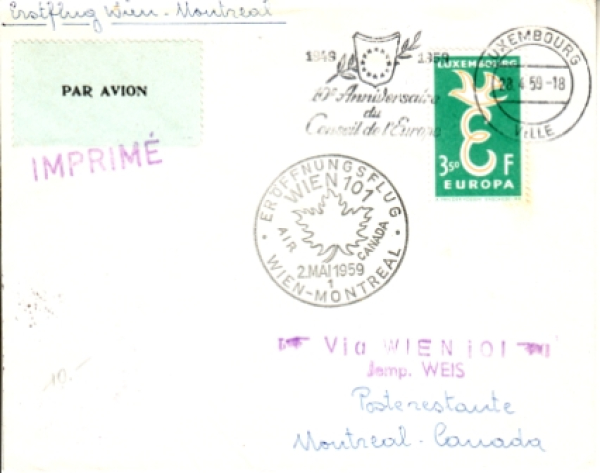 Erstflug Wien - Montreal
PAR AVION
IMPRIMÉ
1949 1959
10e Anniversaire
du
Conseil de l'Europe
LUXEMBOURG
28.4.59-18
VILLE
LUXEMBOURG
3.50 F
EUROPA
ERÖFFNUNGSFLUG
WIEN 101
AIR CANADA
2.MAI 1959
1
WIEN-MONTREAL
Via WIEN 101
Jemp. WEIS
Posterestante
Montreal-Canada